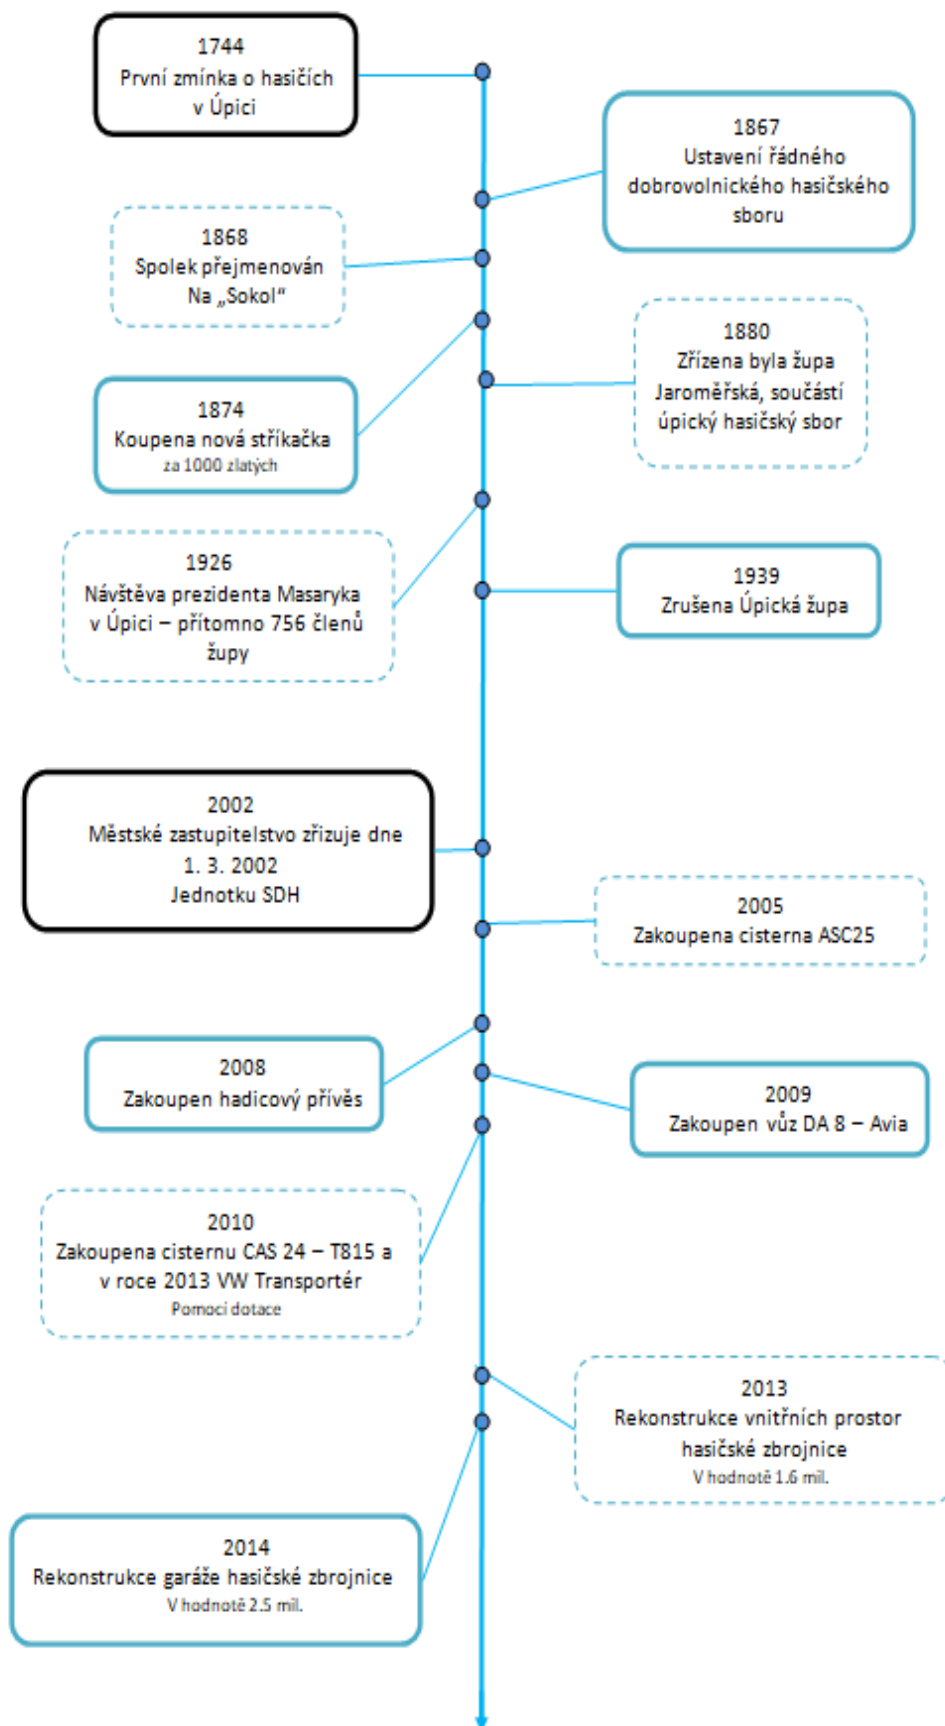 1744
První zmínka o hasičích
v Úpici
1867
Ustavení řádného
dobrovolnického hasičského
sboru
1868
Spolek přejmenován
Na „Sokol“
1880
Zřízena byla župa
Jaroměřská, součástí
úpický hasičský sbor
1874
Koupena nová stříkačka
za 1000 zlatých
1926
Návštěva prezidenta Masaryka
v Úpici – přítomno 756 členů
župy
1939
Zrušena Úpická župa
2002
Městské zastupitelstvo zřizuje dne
1. 3. 2002
Jednotku SDH
2005
Zakoupena cisterna ASC25
2008
Zakoupen hadicový přívěs
2009
Zakoupen vůz DA 8 – Avia
2010
Zakoupena cisternu CAS 24 – T815 a
v roce 2013 VW Transportér
Pomocí dotace
2013
Rekonstrukce vnitřních prostor
hasičské zbrojnice
V hodnotě 1.6 mil.
2014
Rekonstrukce garáže hasičské zbrojnice
V hodnotě 2.5 mil.